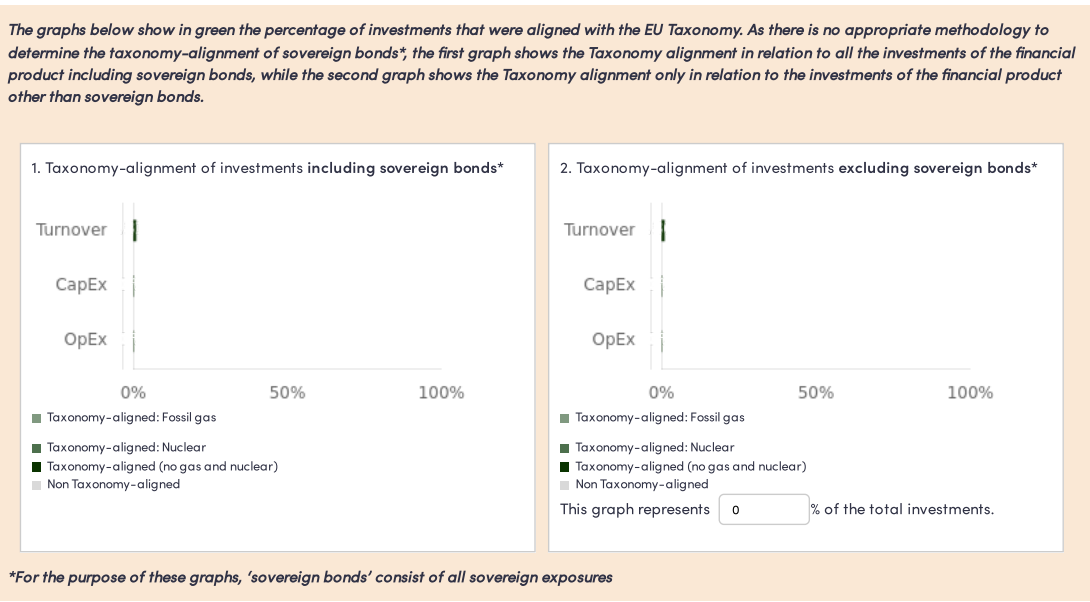 The graphs below show in green the percentage of investments that were aligned with the EU Taxonomy. As there is no appropriate methodology to
determine the taxonomy-alignment of sovereign bonds*, the first graph shows the Taxonomy alignment in relation to all the investments of the financial
product including sovereign bonds, while the second graph shows the Taxonomy alignment only in relation to the investments of the financial product
other than sovereign bonds.
1. Taxonomy-alignment of investments including sovereign bonds*
Turnover
CapEx
OpEx
0% 50% 100%
Taxonomy-aligned: Fossil gas
Taxonomy-aligned: Nuclear
Taxonomy-aligned (no gas and nuclear)
Non Taxonomy-aligned
2. Taxonomy-alignment of investments excluding sovereign bonds*
Turnover
CapEx
OpEx
0% 50% 100%
Taxonomy-aligned: Fossil gas
Taxonomy-aligned: Nuclear
Taxonomy-aligned (no gas and nuclear)
Non Taxonomy-aligned
This graph represents 0 % of the total investments.
*For the purpose of these graphs, ‘sovereign bonds’ consist of all sovereign exposures